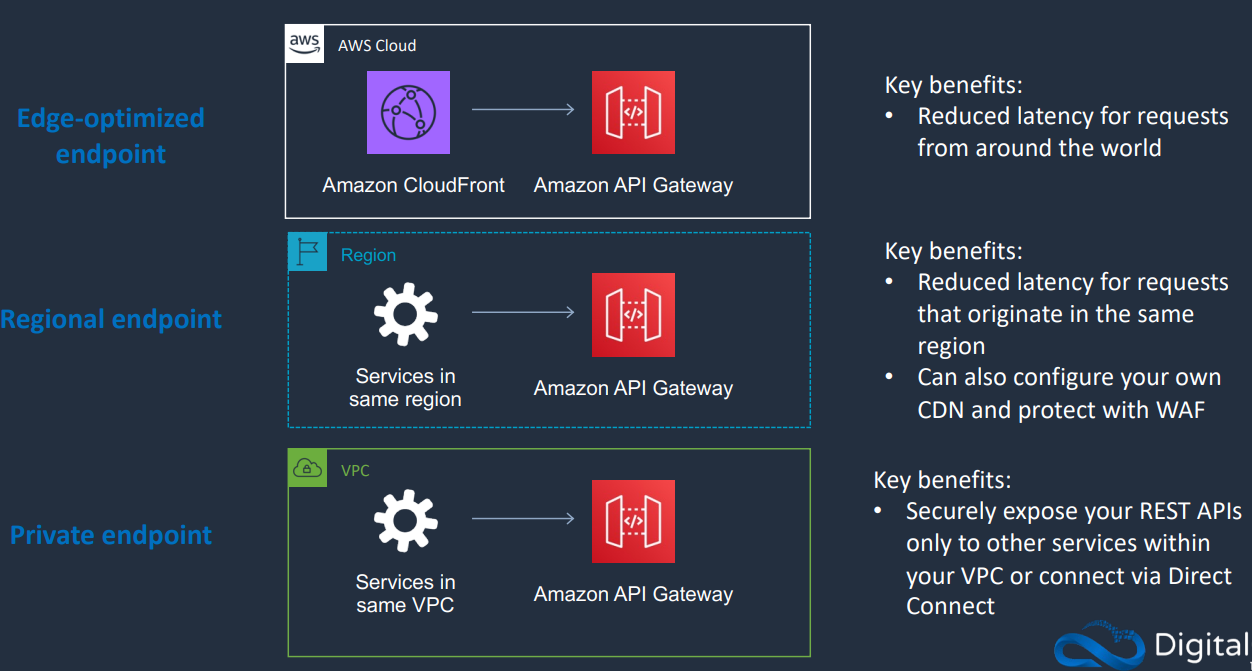 aws
AWS Cloud
Edge-optimized
endpoint
Amazon CloudFront
Amazon API Gateway
Key benefits:
• Reduced latency for requests
from around the world
Region
Regional endpoint
Services in
same region
Amazon API Gateway
Key benefits:
• Reduced latency for requests
that originate in the same
region
• Can also configure your own
CDN and protect with WAF
VPC
Private endpoint
Services in
same VPC
Amazon API Gateway
Key benefits:
• Securely expose your REST APIs
only to other services within
your VPC or connect via Direct
Connect
Digital